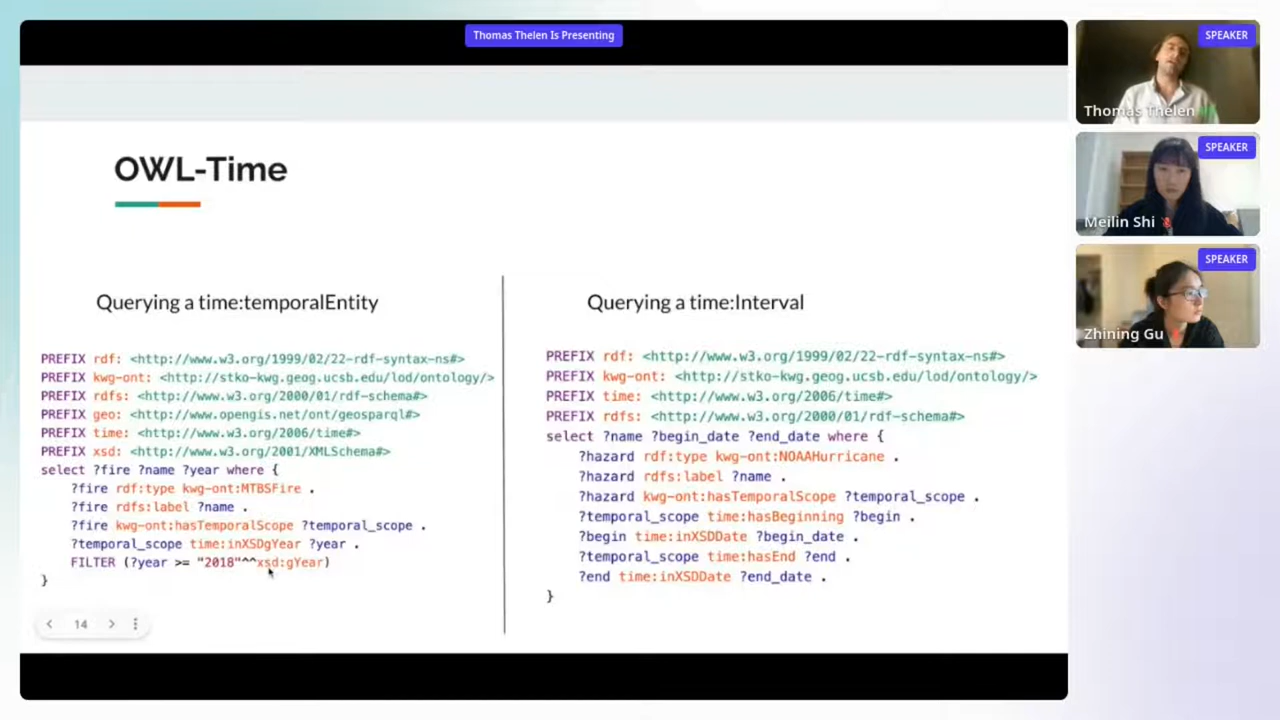 Thomas Thelen Is Presenting
OWL-Time
Querying a time:temporalEntity
PREFIX rdf: <http://www.w3.org/1999/02/22-rdf-syntax-ns#>
PREFIX kwg-ont: <http://stko-kwg.geog.ucsb.edu/lod/ontology/>
PREFIX rdfs: <http://www.w3.org/2000/01/rdf-schema#>
PREFIX geo: <http://www.opengis.net/ont/geosparql#>
PREFIX time: <http://www.w3.org/2006/time#>
PREFIX xsd: <http://www.w3.org/2001/XMLSchema#>
select ?fire ?name ?year where {
?fire rdf:type kwg-ont:MTBSFire .
?fire rdfs:label ?name .
?fire kwg-ont:hasTemporalScope ?temporal_scope .
?temporal_scope time:inXSDgYear ?year .
FILTER (?year >= "2018"^^xsd:gYear)
}
Querying a time:Interval
PREFIX rdf: <http://www.w3.org/1999/02/22-rdf-syntax-ns#>
PREFIX kwg-ont: <http://stko-kwg.geog.ucsb.edu/lod/ontology/>
PREFIX time: <http://www.w3.org/2006/time#>
PREFIX rdfs: <http://www.w3.org/2000/01/rdf-schema#>
select ?name ?begin_date ?end_date where {
?hazard rdf:type kwg-ont:NOAAHurricane .
?hazard rdfs:label ?name .
?hazard kwg-ont:hasTemporalScope ?temporal_scope .
?temporal_scope time:hasBeginning ?begin .
?begin time:inXSDDate ?begin_date .
?temporal_scope time:hasEnd ?end .
?end time:inXSDDate ?end_date .
}
14
SPEAKER
Thomas Thelen
SPEAKER
Meilin Shi
SPEAKER
Zhining Gu